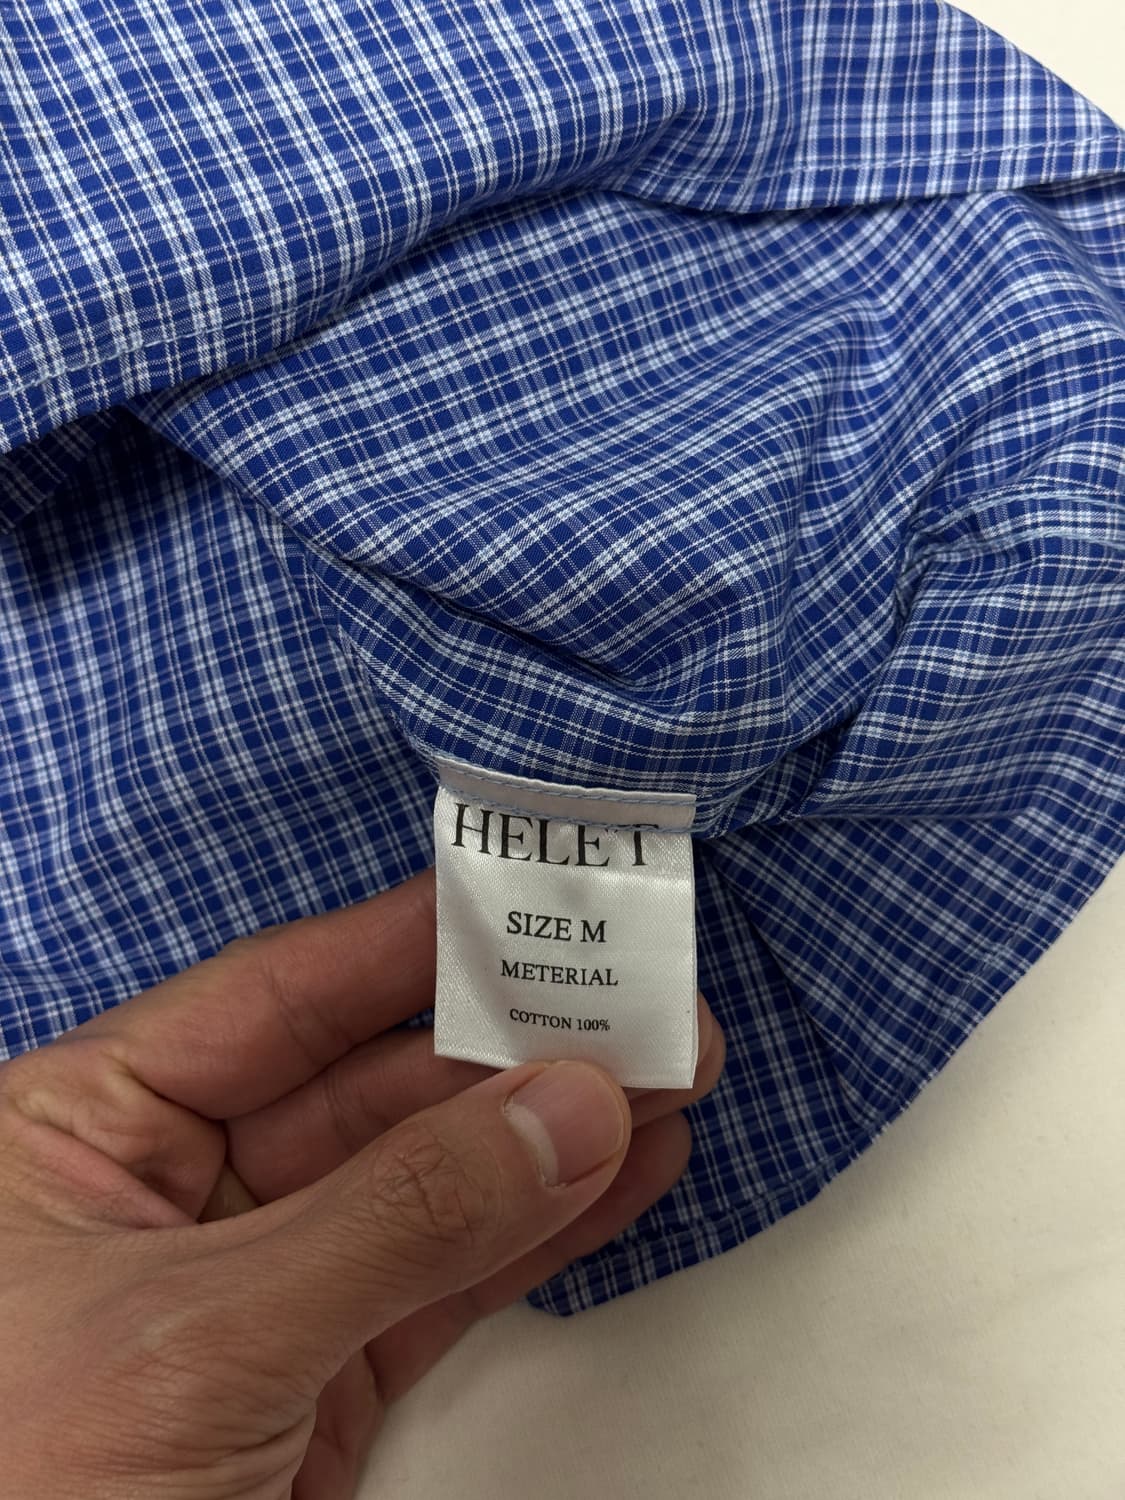 HELET
SIZE M
METERIAL
COTTON 100%